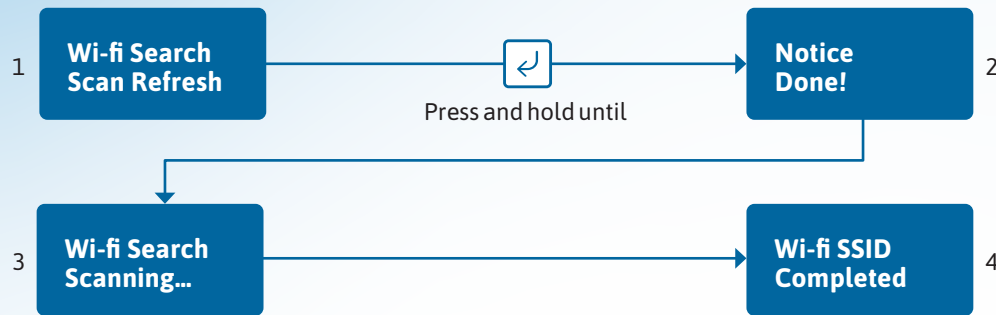 1
Wi-fi Search
Scan Refresh
Press and hold until
Notice
Done!
2
3
Wi-fi Search
Scanning...
Wi-fi SSID
Completed
4